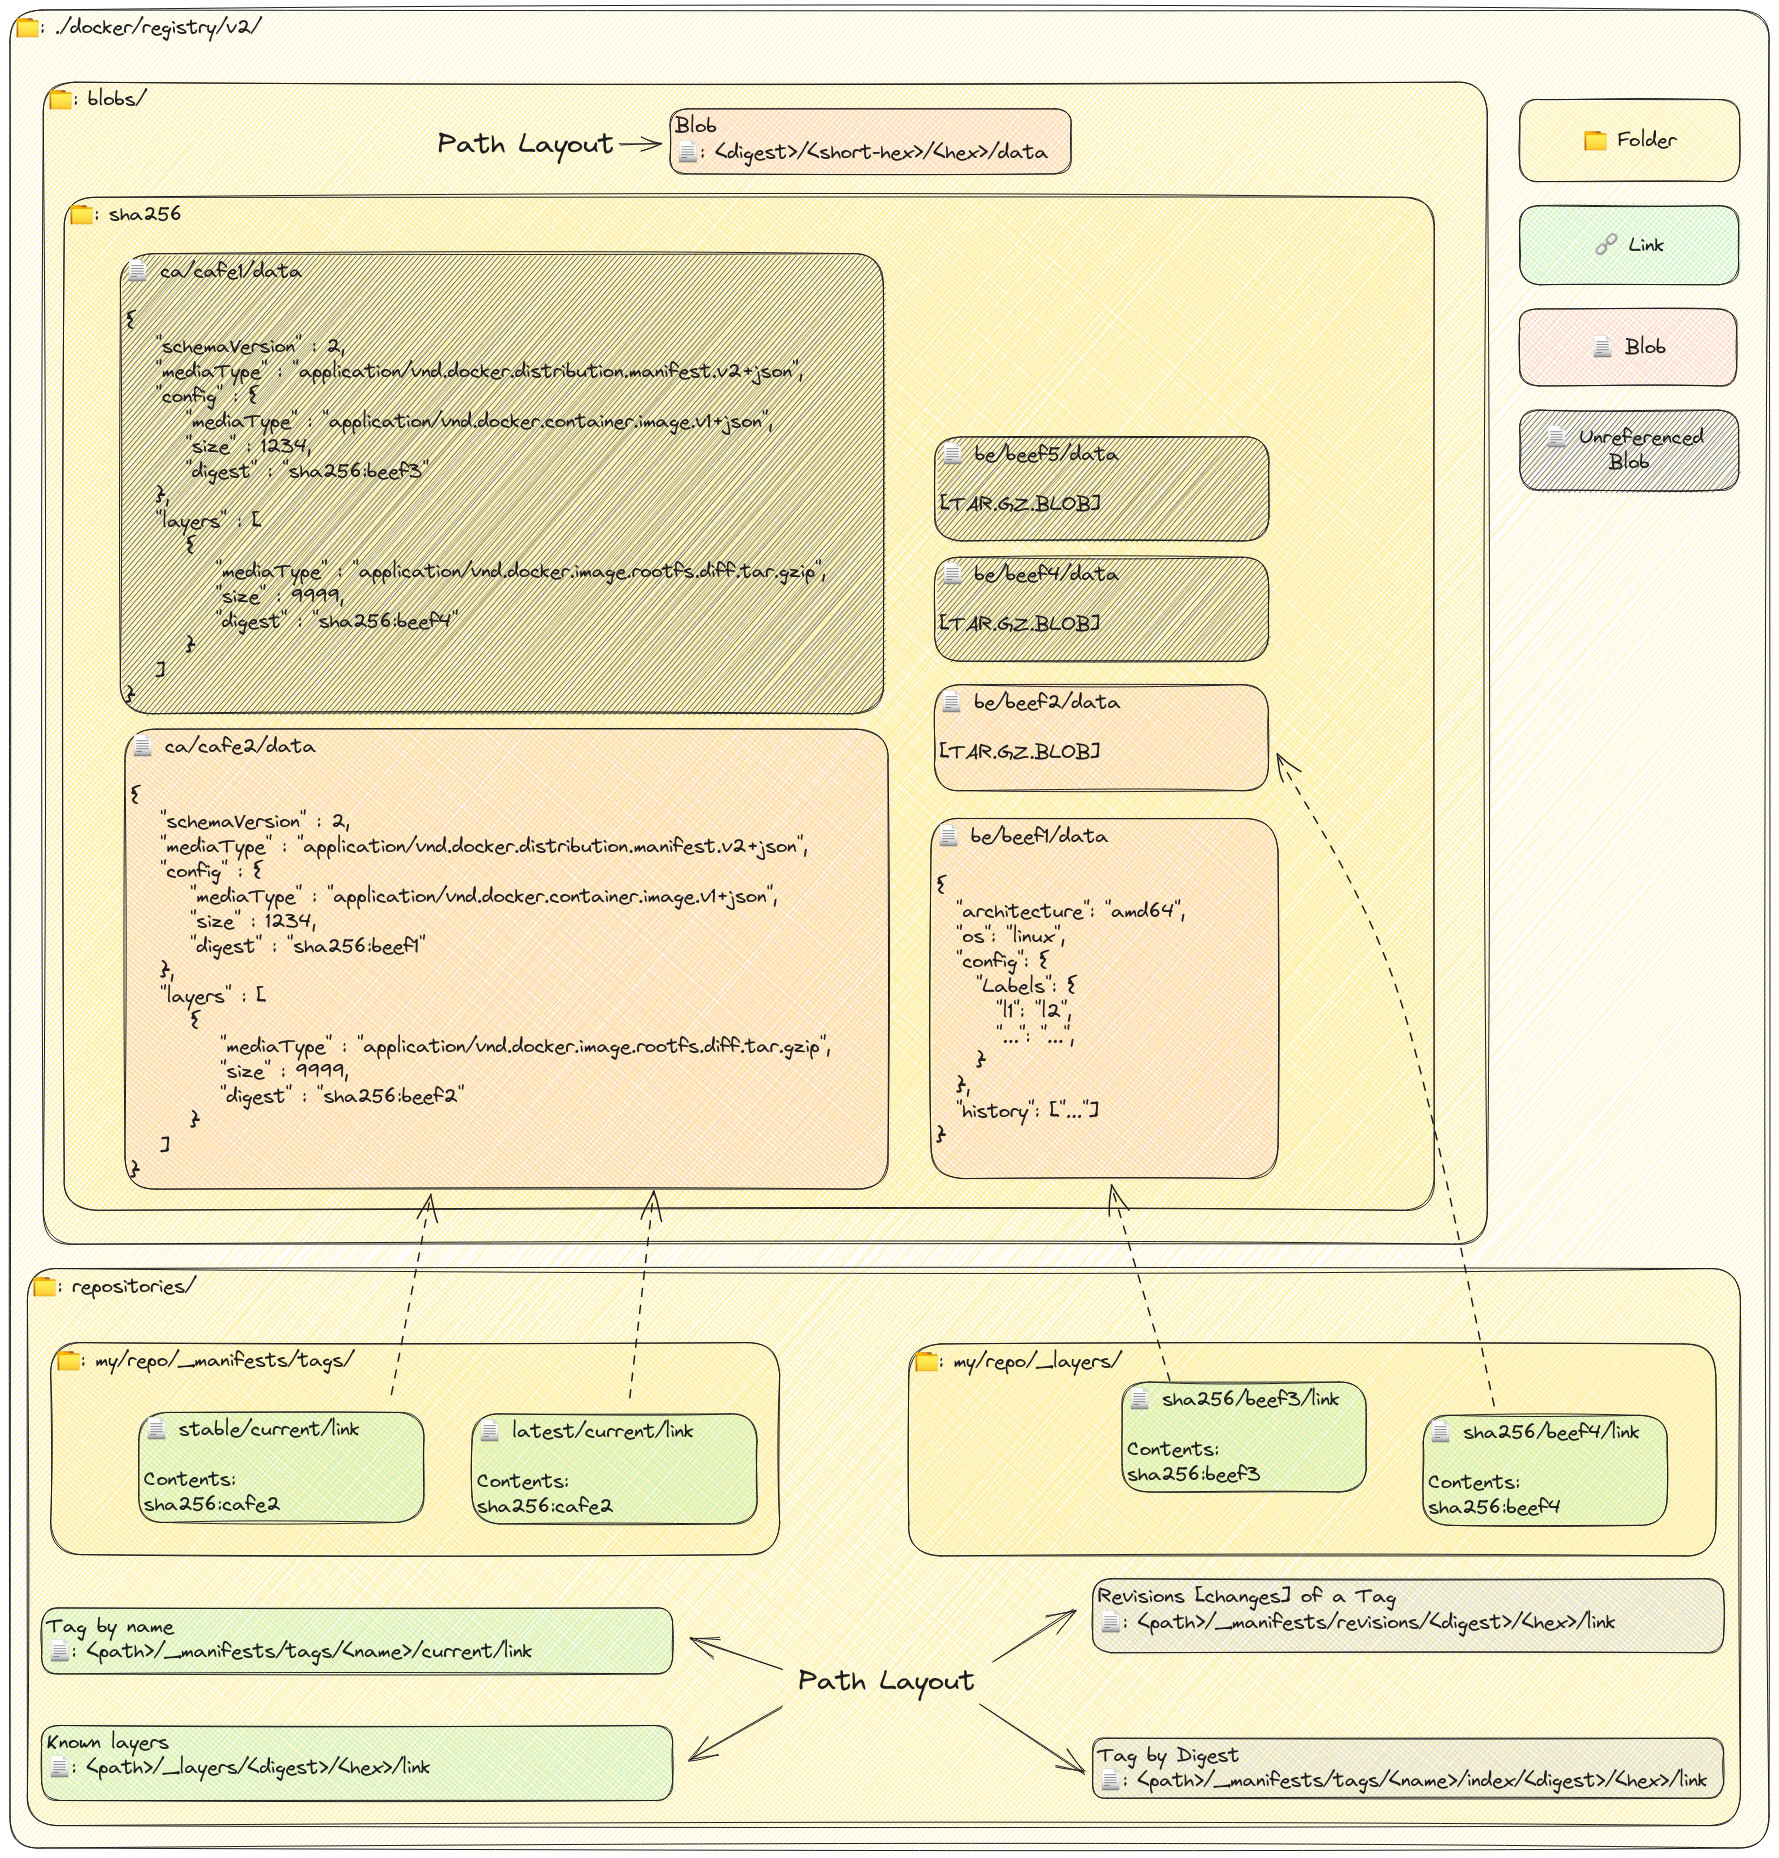 : ./docker/registry/v2/
: blobs/
Path Layout
Blob
: <digest>/<short-hex>/<hex>/data
: sha256
ca/cafe1/data
{
"schemaVersion" : 2,
"mediaType" : "application/vnd.docker.distribution.manifest.v2+json",
"config" : {
"mediaType" : "application/vnd.docker.container.image.v1+json",
"size" : 1234,
"digest" : "sha256:beef3"
},
"layers" : [
{
"mediaType" : "application/vnd.docker.image.rootfs.diff.tar.gzip",
"size" : 9999,
"digest" : "sha256:beef4"
}
]
}
ca/cafe2/data
{
"schemaVersion" : 2,
"mediaType" : "application/vnd.docker.distribution.manifest.v2+json",
"config" : {
"mediaType" : "application/vnd.docker.container.image.v1+json",
"size" : 1234,
"digest" : "sha256:beef1"
},
"layers" : [
{
"mediaType" : "application/vnd.docker.image.rootfs.diff.tar.gzip",
"size" : 9999,
"digest" : "sha256:beef2"
}
]
}
be/beef5/data
[TAR.GZ.BLOB]
be/beef4/data
[TAR.GZ.BLOB]
be/beef2/data
[TAR.GZ.BLOB]
be/beef1/data
{
"architecture": "amd64",
"os": "linux",
"config": {
"Labels": {
"l1": "l2",
"...": "...",
}
},
"history": ["..."]
}
Folder
Link
Blob
Unreferenced
Blob
: repositories/
: my/repo/_manifests/tags/
stable/current/link
Contents:
sha256:cafe2
latest/current/link
Contents:
sha256:cafe2
: my/repo/_layers/
sha256/beef3/link
Contents:
sha256:beef3
sha256/beef4/link
Contents:
sha256:beef4
Tag by name
: <path>/_manifests/tags/<name>/current/link
Known layers
: <path>/_layers/<digest>/<hex>/link
Path Layout
Revisions [changes] of a Tag
: <path>/_manifests/revisions/<digest>/<hex>/link
Tag by Digest
: <path>/_manifests/tags/<name>/index/<digest>/<hex>/link